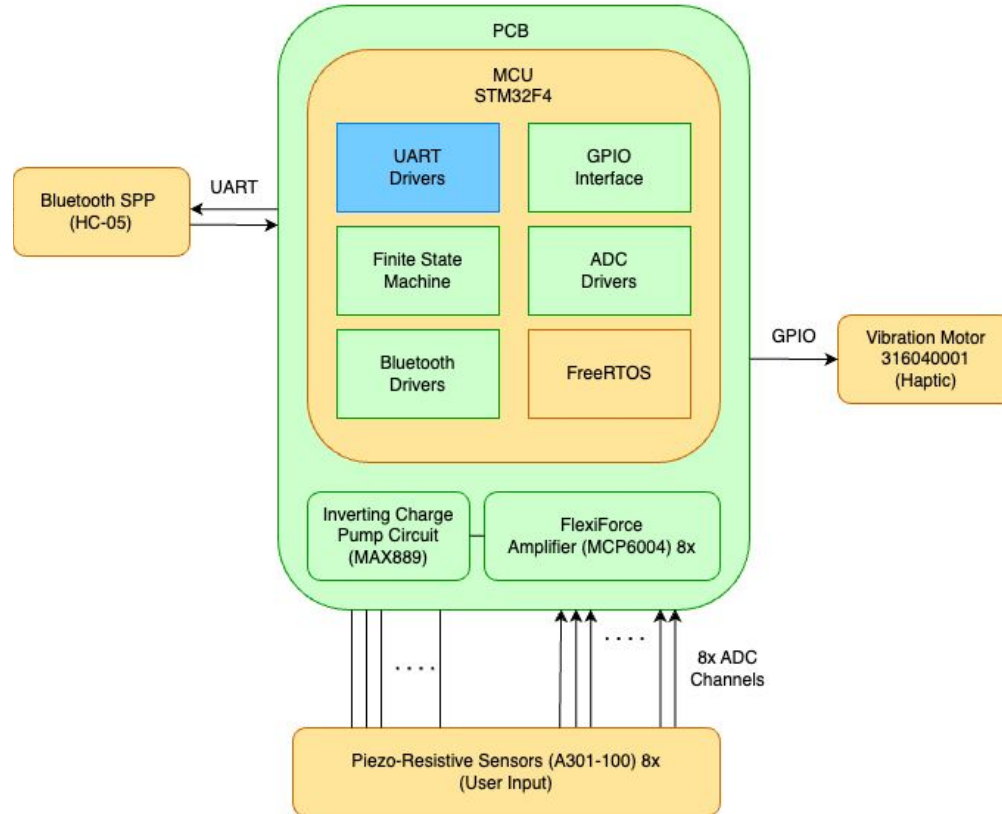 PCB
MCU
STM32F4
UART
Drivers
GPIO
Interface
Bluetooth SPP
(HC-05)
UART
Finite State
Machine
ADC
Drivers
GPIO
Vibration Motor
316040001
(Haptic)
Bluetooth
Drivers
FreeRTOS
Inverting Charge
Pump Circuit
(MAX889)
FlexiForce
Amplifier (MCP6004) 8x
. . . .
. . . .
8x ADC
Channels
Piezo-Resistive Sensors (A301-100) 8x
(User Input)